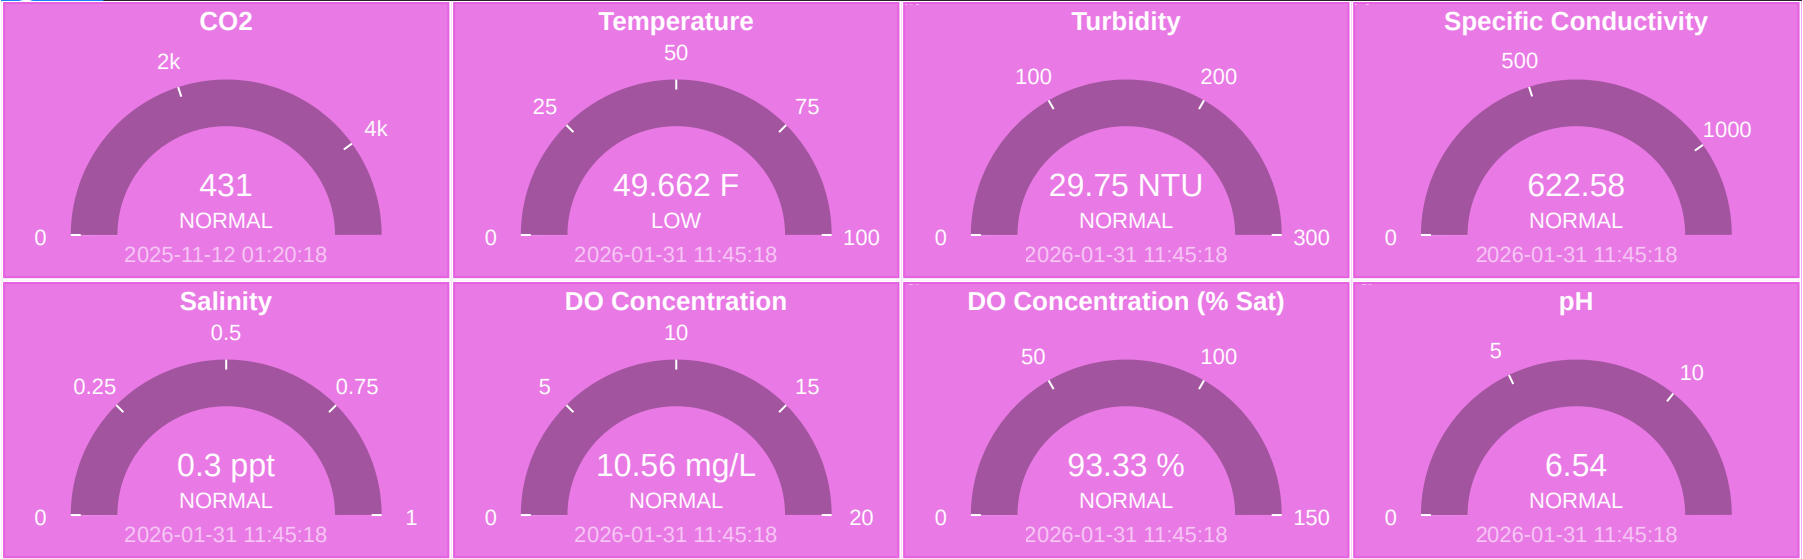 CO2
2k
4k
0
431
NORMAL
2025-11-12 01:20:18
Temperature
50
25
75
0
100
49.662 F
LOW
2026-01-31 11:45:18
Turbidity
100
200
0
300
29.75 NTU
NORMAL
2026-01-31 11:45:18
Specific Conductivity
500
1000
0
622.58
NORMAL
2026-01-31 11:45:18
Salinity
0.5
0.25
0.75
0
1
0.3 ppt
NORMAL
2026-01-31 11:45:18
DO Concentration
10
5
15
0
20
10.56 mg/L
NORMAL
2026-01-31 11:45:18
DO Concentration (% Sat)
50
100
0
150
93.33 %
NORMAL
2026-01-31 11:45:18
pH
5
10
0
6.54
NORMAL
2026-01-31 11:45:18